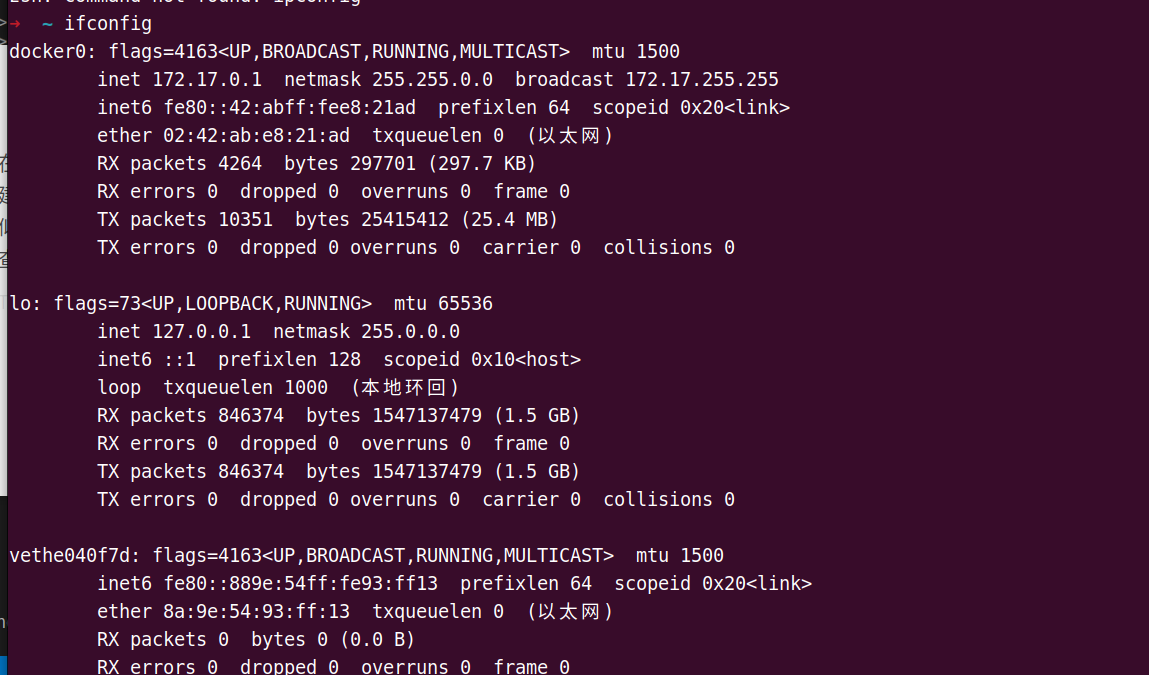 zsh: command not found: ipconfig
→ ~ ifconfig
docker0: flags=4163<UP,BROADCAST,RUNNING,MULTICAST> mtu 1500
inet 172.17.0.1 netmask 255.255.0.0 broadcast 172.17.255.255
inet6 fe80::42:abff:fee8:21ad prefixlen 64 scopeid 0x20<link>
ether 02:42:ab:e8:21:ad txqueuelen 0 (以太网)
RX packets 4264 bytes 297701 (297.7 KB)
RX errors 0 dropped 0 overruns 0 frame 0
TX packets 10351 bytes 25415412 (25.4 MB)
TX errors 0 dropped 0 overruns 0 carrier 0 collisions 0
lo: flags=73<UP,LOOPBACK,RUNNING> mtu 65536
inet 127.0.0.1 netmask 255.0.0.0
inet6 ::1 prefixlen 128 scopeid 0x10<host>
loop txqueuelen 1000 (本地环回)
RX packets 846374 bytes 1547137479 (1.5 GB)
RX errors 0 dropped 0 overruns 0 frame 0
TX packets 846374 bytes 1547137479 (1.5 GB)
TX errors 0 dropped 0 overruns 0 carrier 0 collisions 0
vethe040f7d: flags=4163<UP,BROADCAST,RUNNING,MULTICAST> mtu 1500
inet6 fe80::889e:54ff:fe93:ff13 prefixlen 64 scopeid 0x20<link>
ether 8a:9e:54:93:ff:13 txqueuelen 0 (以太网)
RX packets 0 bytes 0 (0.0 B)
RX errors 0 dropped 0 overruns 0 frame 0